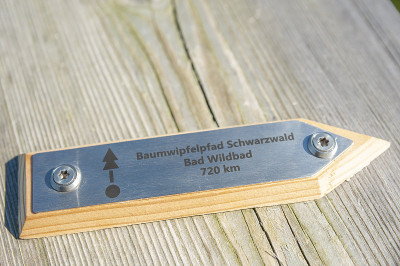 Baumwipfelpfad Schwarzwald
Bad Wildbad
720 km